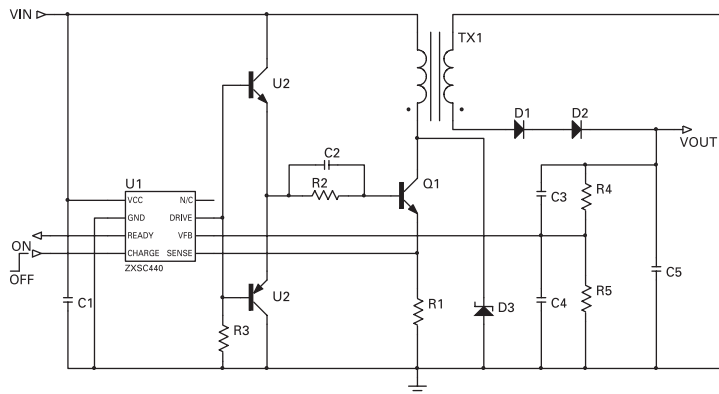 VIN
TX1
U2
D1
D2
VOUT
C2
U1
R2
Q1
C3
R4
VCC
N/C
GND
DRIVE
ON
READY
VFB
CHARGE
SENSE
OFF
ZXSC440
U2
C1
R3
R1
D3
C4
R5
C5